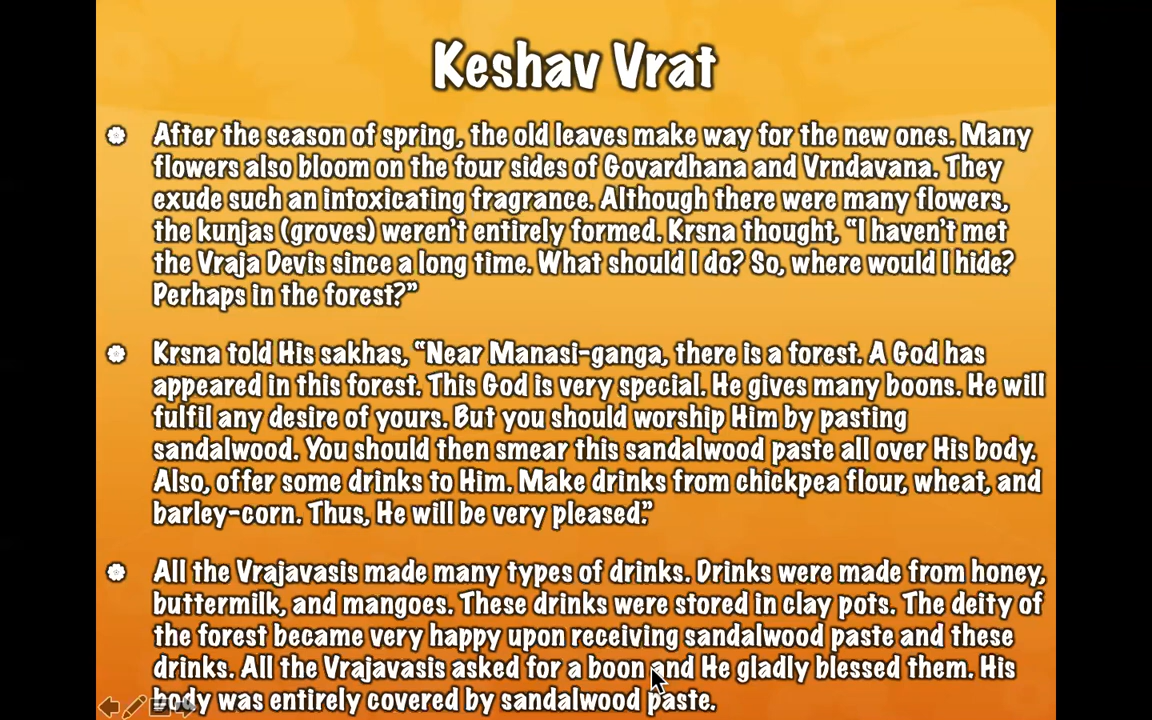 Keshav Vrat
After the season of spring, the old leaves make way for the new ones. Many
flowers also bloom on the four sides of Govardhana and Vrndavana. They
exude such an intoxicating fragrance. Although there were many flowers,
the kunjas (groves) weren't entirely formed. Krsna thought, “I haven't met
the Vraja Devis since a long time. What should I do? So, where would I hide?
Perhaps in the forest?”
Krsna told His sakhas, “Near Manasi-ganga, there is a forest. A God has
appeared in this forest. This God is very special. He gives many boons. He will
fulfil any desire of yours. But you should worship Him by pasting
sandalwood. You should then smear this sandalwood paste all over His body.
Also, offer some drinks to Him. Make drinks from chickpea flour, wheat, and
barley-corn. Thus, He will be very pleased.”
All the Vrajavasis made many types of drinks. Drinks were made from honey,
buttermilk, and mangoes. These drinks were stored in clay pots. The deity of
the forest became very happy upon receiving sandalwood paste and these
drinks. All the Vrajavasis asked for a boon and He gladly blessed them. His
body was entirely covered by sandalwood paste.